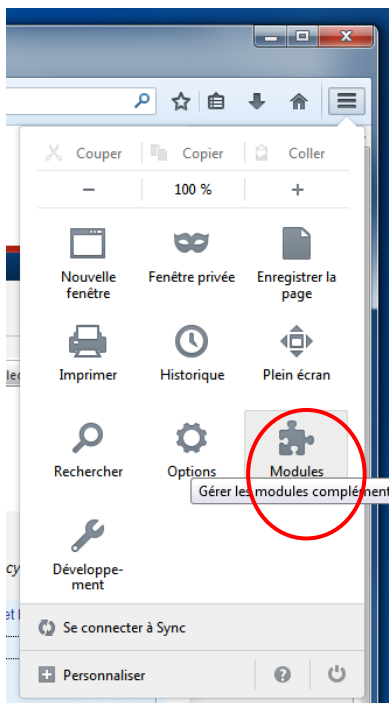 Couper Copier Coller
− 100 % +
Nouvelle fenêtre Fenêtre privée Enregistrer la page
Imprimer Historique Plein écran
Rechercher Options Modules
Gérer les modules complément
Développe-
ment
Se connecter à Sync
Personnaliser